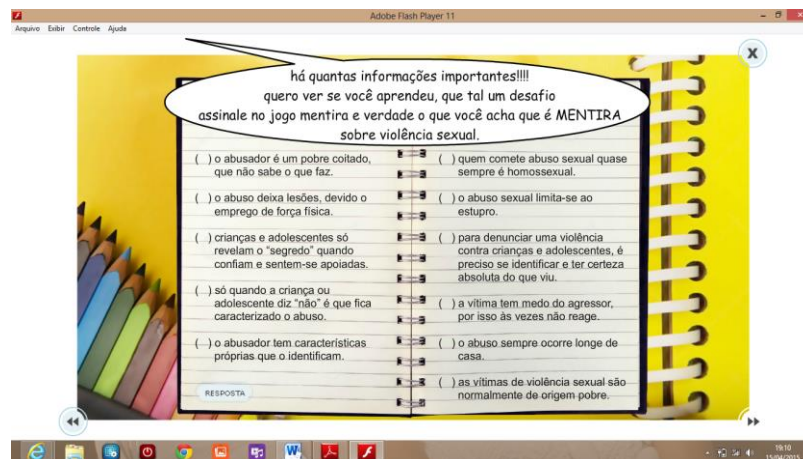 Adobe Flash Player 11
Arquivo Exibir Controle Ajuda
X
há quantas informações importantes!!!!
quero ver se você aprendeu, que tal um desafio
assinale no jogo mentira e verdade o que você acha que é MENTIRA
sobre violência sexual.
( ) o abusador é um pobre coitado,
que não sabe o que faz.
( ) o abuso deixa lesões, devido o
emprego de força física.
( ) crianças e adolescentes só
revelam o "segredo" quando
confiam e sentem-se apoiadas.
( ) só quando a criança ou
adolescente diz "não" é que fica
caracterizado o abuso.
( ) o abusador tem características
próprias que o identificam.
RESPOSTA
( ) quem comete abuso sexual quase
sempre é homossexual.
( ) o abuso sexual limita-se ao
estupro.
( ) para denunciar uma violência
contra crianças e adolescentes, é
preciso se identificar e ter certeza
absoluta do que viu.
( ) a vítima tem medo do agressor,
por isso às vezes não reage.
( ) o abuso sempre ocorre longe de
casa.
( ) as vítimas de violência sexual são
normalmente de origem pobre.
19:10
15/04/2015